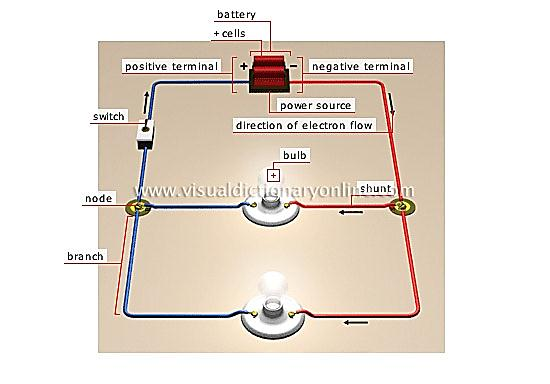 battery
+ cells
positive terminal
+
−
negative terminal
power source
switch
direction of electron flow
bulb
+
www.visualdictionaryonline.com
shunt
node
branch